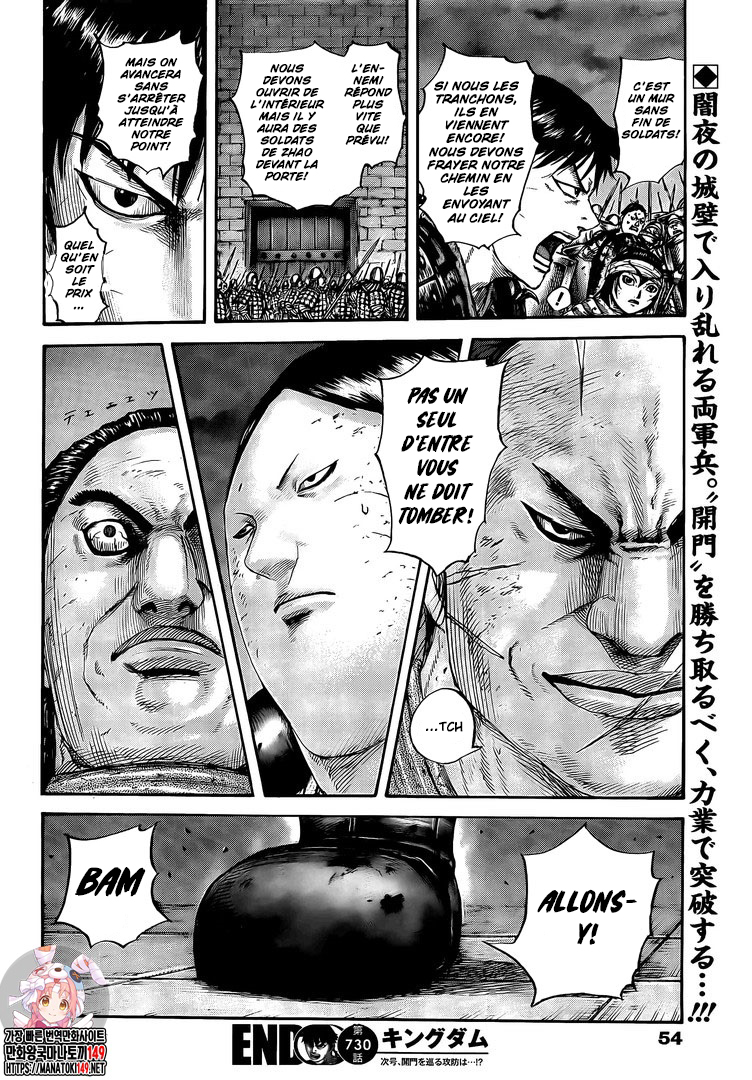 C'EST
UN MUR
SANS
FIN DE
SOLDATS!
SI NOUS LES
TRANCHONS,
ILS EN
VIENNENT
ENCORE!
NOUS DEVONS
FRAYER NOTRE
CHEMIN EN
LES
ENVOYANT
AU CIEL!
!
L'EN-
NEMI
RÉPOND
PLUS
VITE
QUE
PRÉVU!
NOUS
DEVONS
OUVRIR DE
L'INTÉRIEUR
MAIS IL Y
AURA DES
SOLDATS
DE ZHAO
DEVANT LA
PORTE!
MAIS ON
AVANCERA
SANS
S'ARRÊTER
JUSQU'À
ATTEINDRE
NOTRE
POINT!
QUEL
QU'EN
SOIT LE
PRIX
...
◆闇夜の城壁で入り乱れる両軍兵。〝開門〟を勝ち取るべく、力業で突破する…!!!
PAS UN
SEUL
D'ENTRE
VOUS
NE DOIT
TOMBER!
...TCH
ALLONS-
Y!
BAM
END
第
730
話
キングダム
次号、開門を巡る攻防は…!?
54
가장 빠른 번역만화사이트
만화왕국마나토끼149
HTTPS://MANATOKI149.NET